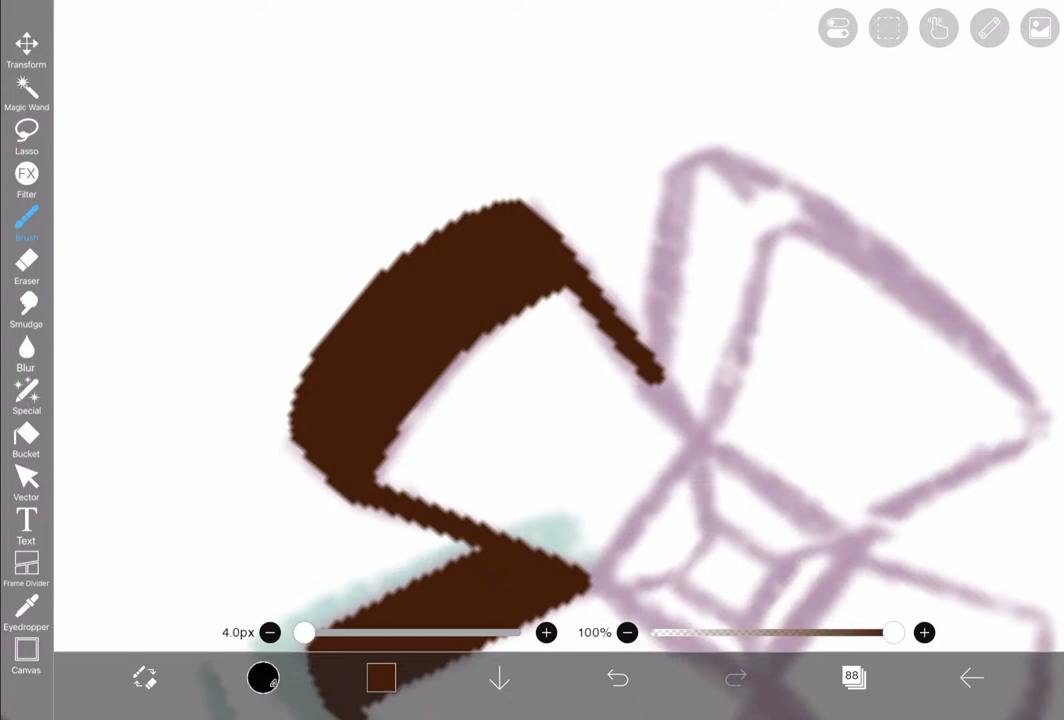 Transform
Magic Wand
Lasso
FX
Filter
Brush
Eraser
Smudge
Blur
Special
Bucket
Vector
T
Text
Frame Divider
Eyedropper
Canvas
4.0px
100%
88